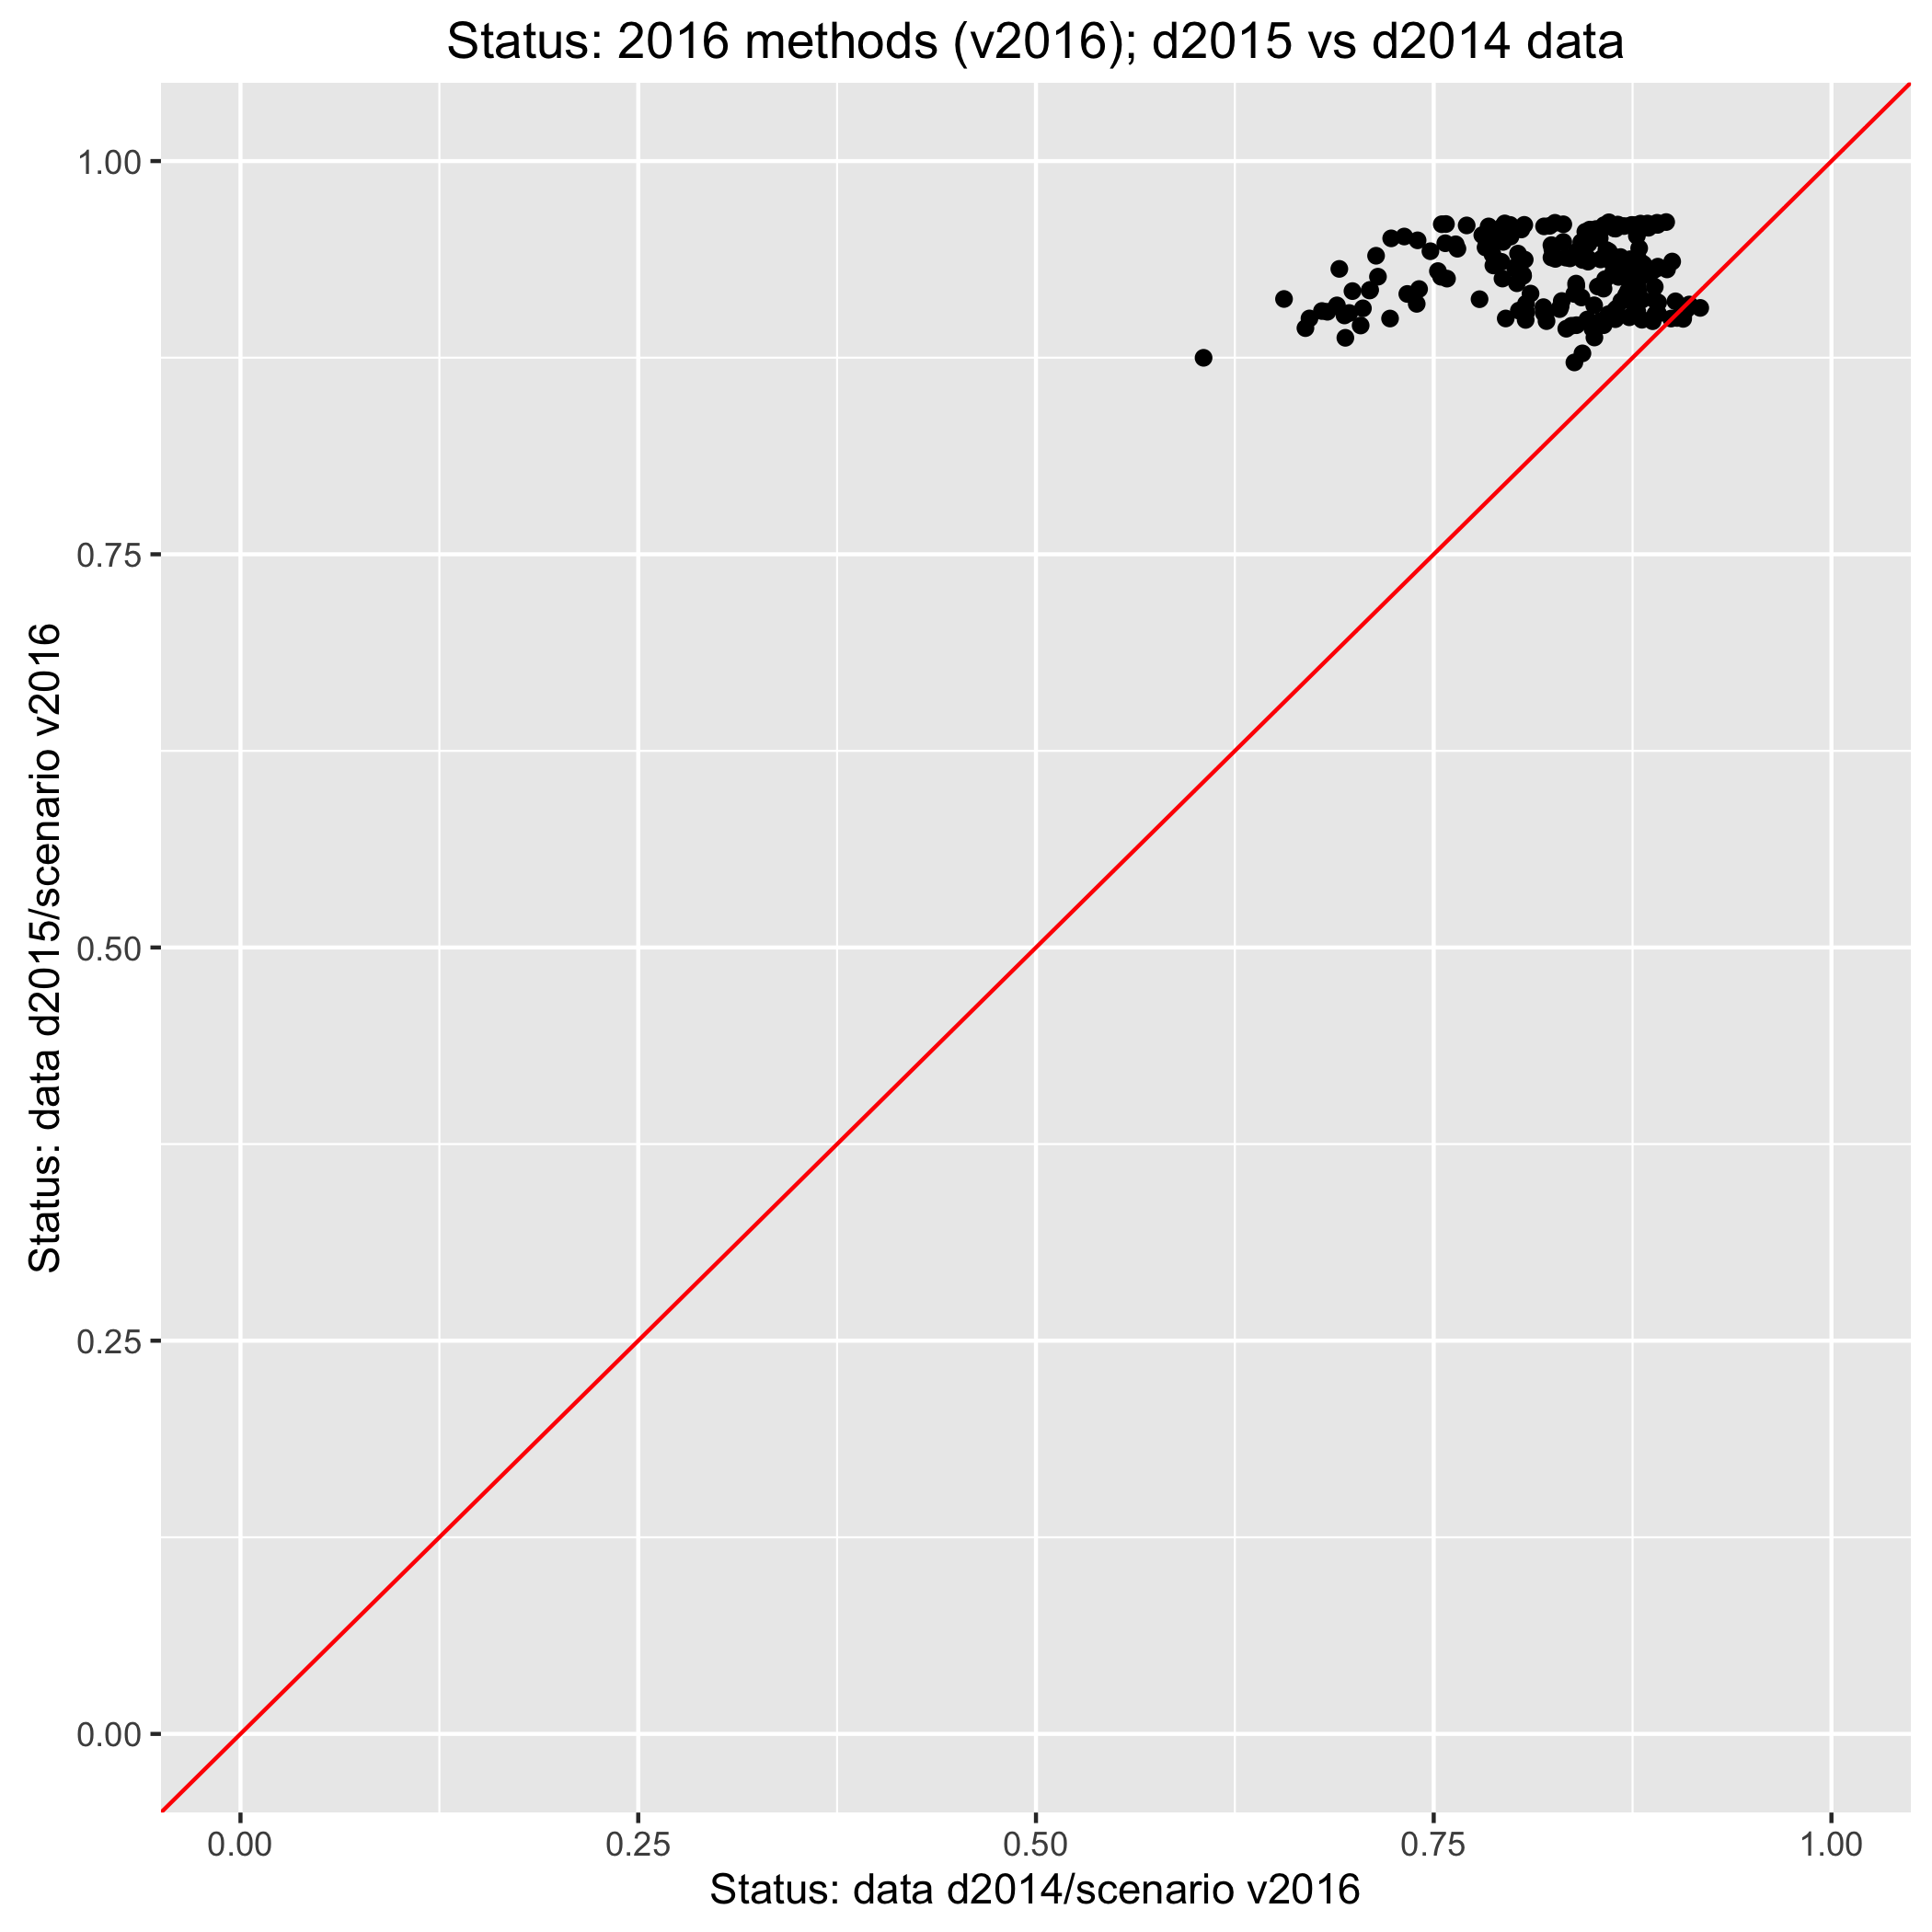 Status: 2016 methods (v2016); d2015 vs d2014 data
Status: data d2015/scenario v2016
1.00
0.75
0.50
0.25
0.00
0.00 0.25 0.50 0.75 1.00
Status: data d2014/scenario v2016